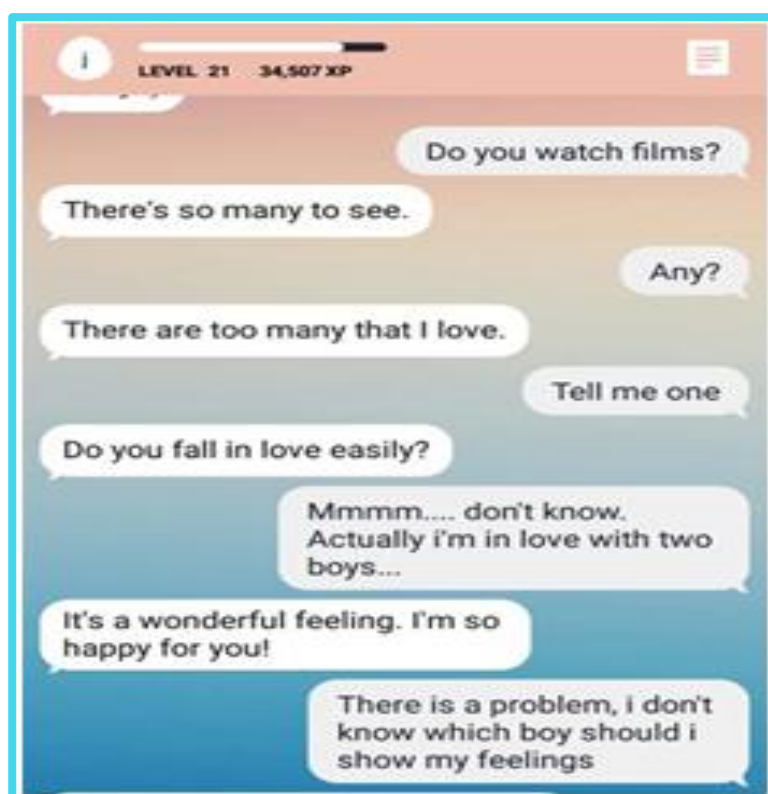 i
LEVEL 21 34,507 XP
Do you watch films?
There's so many to see.
Any?
There are too many that I love.
Tell me one
Do you fall in love easily?
Mmmm.... don't know.
Actually i'm in love with two
boys...
It's a wonderful feeling. I'm so
happy for you!
There is a problem, i don't
know which boy should i
show my feelings